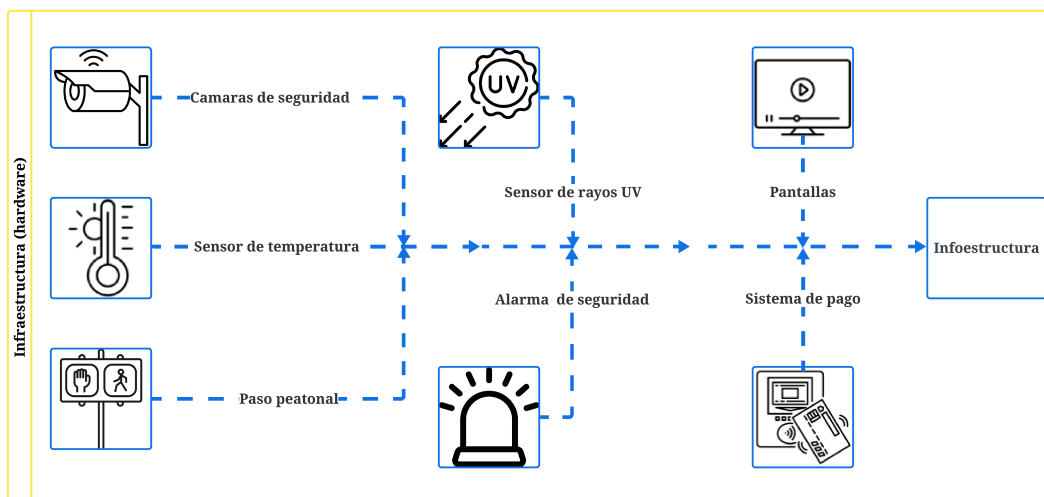 Infraestructura (hardware)
Camaras de seguridad
UV
Sensor de rayos UV
Pantallas
Sensor de temperatura
Infoestructura
Alarma de seguridad
Sistema de pago
Paso peatonal